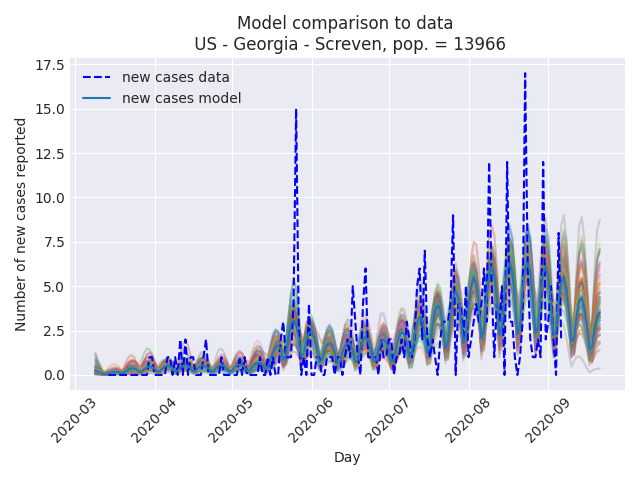 Model comparison to data
US - Georgia - Screven, pop. = 13966
new cases data
new cases model
Number of new cases reported
17.5
15.0
12.5
10.0
7.5
5.0
2.5
0.0
2020-03
2020-04
2020-05
2020-06
2020-07
2020-08
2020-09
Day